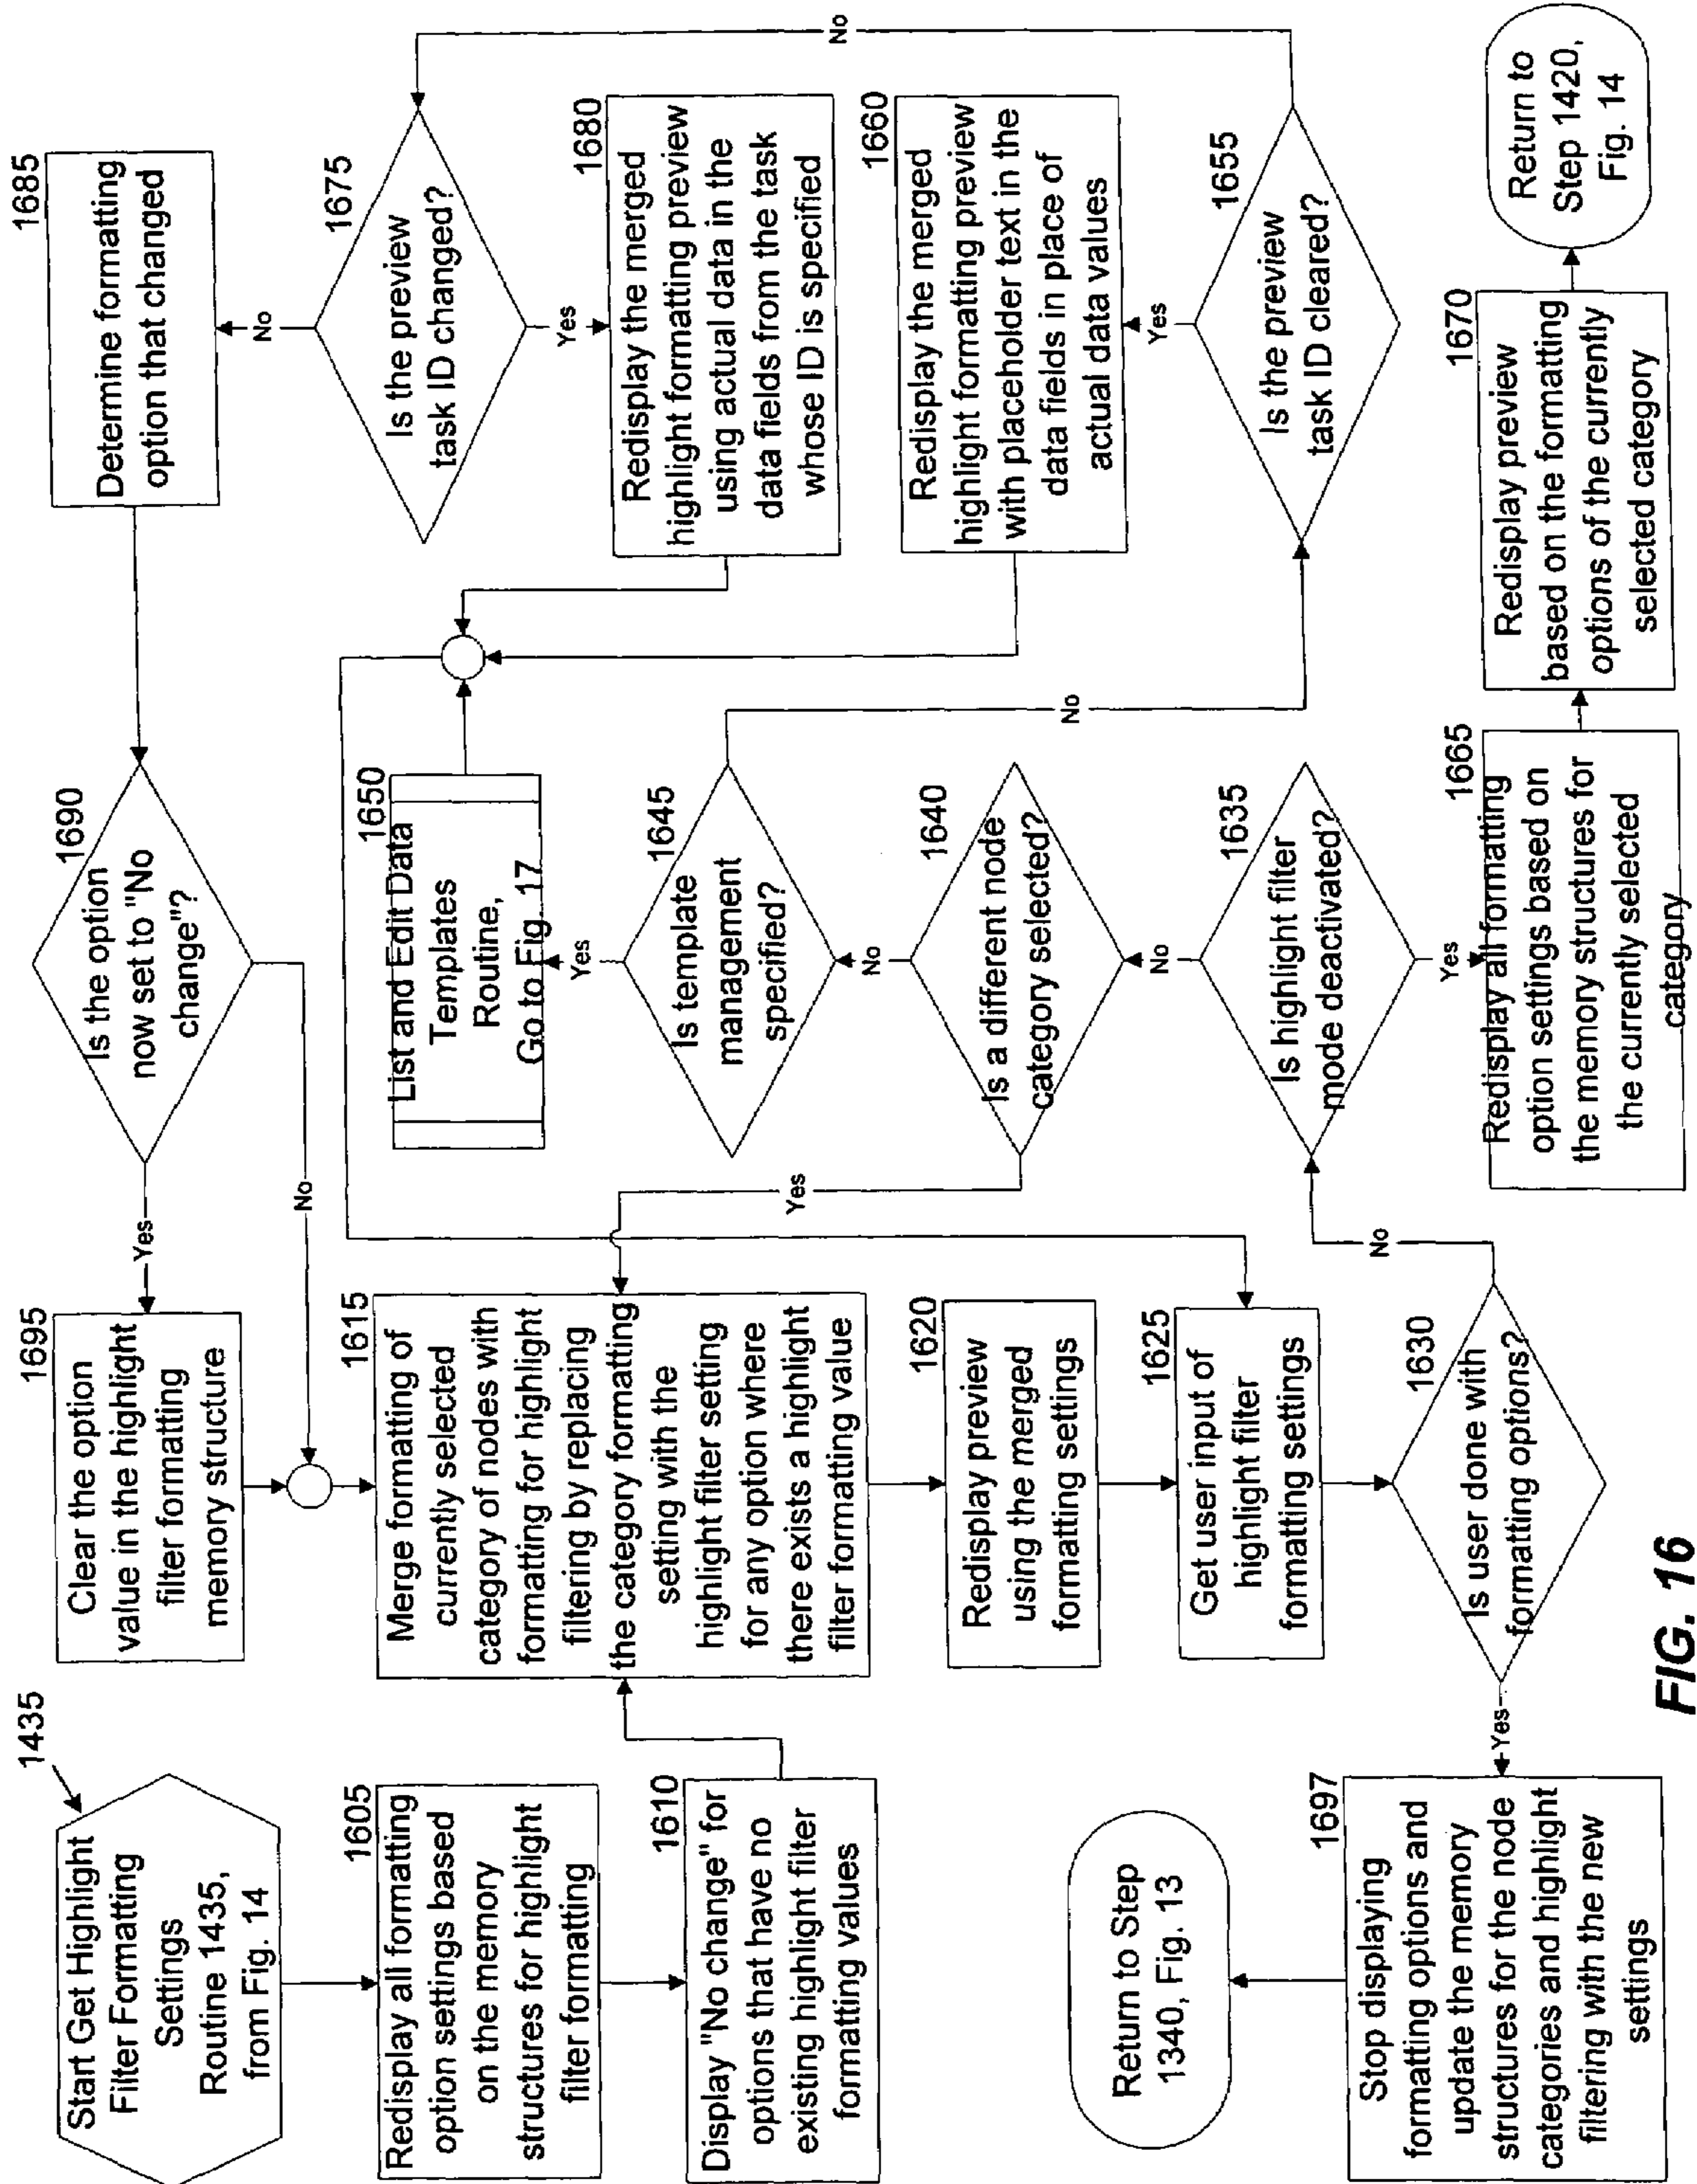 1435
Start Get Highlight
Filter Formatting
Settings
Routine 1435,
from Fig. 14
1605
Redisplay all formatting
option settings based
on the memory
structures for highlight
filter formatting
1610
Display "No change" for
options that have no
existing highlight filter
formatting values
Return to Step
1340, Fig. 13
1697
Stop displaying
formatting options and
update the memory
structures for the node
categories and highlight
filtering with the new
settings
1695
Clear the option
value in the highlight
filter formatting
memory structure
1615
Merge formatting of
currently selected
category of nodes with
formatting for highlight
filtering by replacing
the category formatting
setting with the
highlight filter setting
for any option where
there exists a highlight
filter formatting value
1620
Redisplay preview
using the merged
formatting settings
1625
Get user input of
highlight filter
formatting settings
1630
Is user done with
formatting options?
Yes
No
1690
Is the option
now set to "No
change"?
Yes
No
1650
List and Edit Data
Templates
Routine,
Go to Fig. 17
Yes
1645
Is template
management
specified?
No
No
1640
Is a different node
category selected?
Yes
No
1635
Is highlight filter
mode deactivated?
Yes
1665
Redisplay all formatting
option settings based on
the memory structures for
the currently selected
category
1685
Determine formatting
option that changed
No
1675
Is the preview
task ID changed?
Yes
1680
Redisplay the merged
highlight formatting preview
using actual data in the
data fields from the task
whose ID is specified
1660
Redisplay the merged
highlight formatting preview
with placeholder text in the
data fields in place of
actual data values
Yes
1655
Is the preview
task ID cleared?
No
1670
Redisplay preview
based on the formatting
options of the currently
selected category
Return to
Step 1420,
Fig. 14
FIG. 16